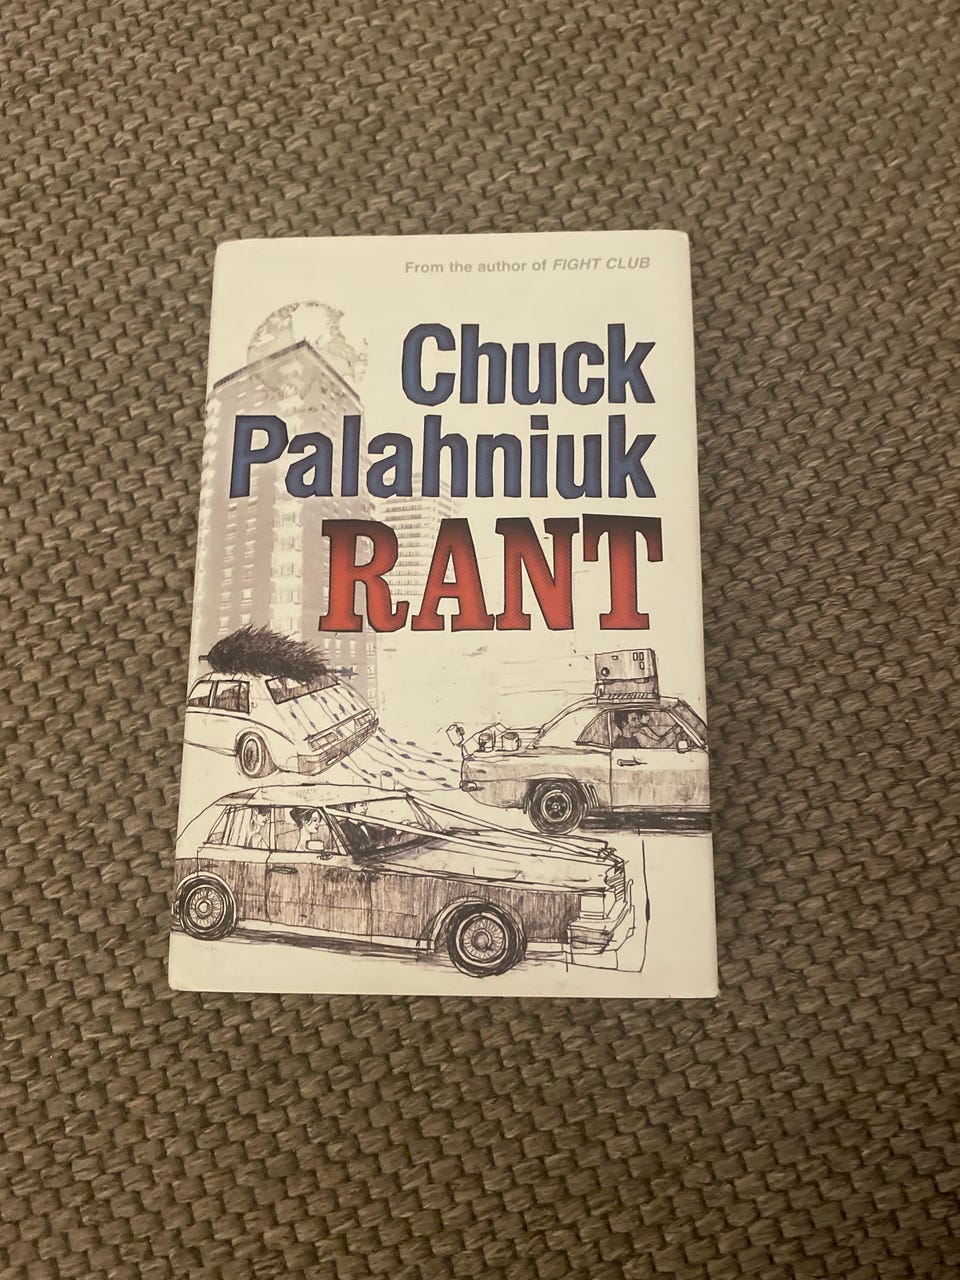 From the author of FIGHT CLUB
Chuck
Palahniuk
RANT